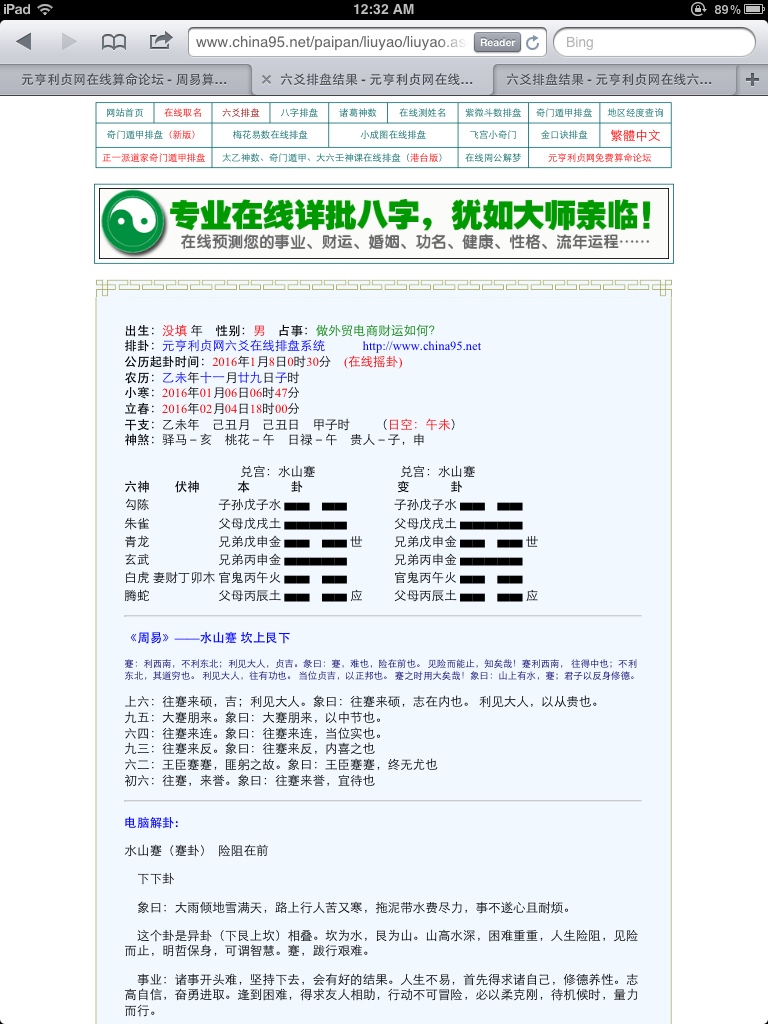 iPad 12:32 AM 89%
www.china95.net/paipan/liuyao/liuyao.as Reader Bing
元亨利贞网在线算命论坛 - 周易算... × 六爻排盘结果 - 元亨利贞网在线... 六爻排盘结果 - 元亨利贞网在线六... +
网站首页 在线取名 六爻排盘 八字排盘 诸葛神数 在线测姓名 紫微斗数排盘 奇门遁甲排盘 地区经度查询
奇门遁甲排盘（新版） 梅花易数在线排盘 小成图在线排盘 飞宫小奇门 金口诀排盘 繁體中文
正一派道家奇门遁甲排盘 太乙神数、奇门遁甲、大六壬神课在线排盘（港台版） 在线周公解梦 元亨利贞网免费算命论坛
专业在线详批八字，犹如大师亲临！
在线预测您的事业、财运、婚姻、功名、健康、性格、流年运程……
出生：没填 年 性别：男 占事：做外贸电商财运如何？
排卦：元亨利贞网六爻在线排盘系统 http://www.china95.net
公历起卦时间：2016年1月8日0时30分 （在线摇卦）
农历：乙未年十一月廿九日子时
小寒：2016年01月06日06时47分
立春：2016年02月04日18时00分
干支：乙未年 己丑月 己丑日 甲子时 （日空：午未）
神煞：驿马－亥 桃花－午 日禄－午 贵人－子，申
兑宫：水山蹇 兑宫：水山蹇
六神 伏神 本 卦 变 卦
勾陈 子孙戊子水 子孙戊子水
朱雀 父母戊戌土 父母戊戌土
青龙 兄弟戊申金 世 兄弟戊申金 世
玄武 兄弟丙申金 兄弟丙申金
白虎 妻财丁卯木 官鬼丙午火 官鬼丙午火
腾蛇 父母丙辰土 应 父母丙辰土 应
《周易》——水山蹇 坎上艮下
蹇：利西南，不利东北；利见大人，贞吉。彖曰：蹇，难也，险在前也。 见险而能止，知矣哉！蹇利西南， 往得中也；不利
东北，其道穷也。 利见大人，往有功也。 当位贞吉，以正邦也。 蹇之时用大矣哉！象曰：山上有水，蹇；君子以反身修德。
上六：往蹇来硕，吉；利见大人。象曰：往蹇来硕，志在内也。 利见大人，以从贵也。
九五：大蹇朋来。象曰：大蹇朋来，以中节也。
六四：往蹇来连。象曰：往蹇来连，当位实也。
九三：往蹇来反。象曰：往蹇来反，内喜之也
六二：王臣蹇蹇，匪躬之故。象曰：王臣蹇蹇，终无尤也
初六：往蹇，来誉。象曰：往蹇来誉，宜待也
电脑解卦：
水山蹇（蹇卦） 险阻在前
下下卦
象曰：大雨倾地雪满天，路上行人苦又寒，拖泥带水费尽力，事不遂心且耐烦。
这个卦是异卦（下艮上坎）相叠。坎为水，艮为山。山高水深，困难重重，人生险阻，见险
而止，明哲保身，可谓智慧。蹇，跋行艰难。
事业：诸事开头难，坚持下去，会有好的结果。人生不易，首先得求诸自己，修德养性。志
高自信，奋勇进取。逢到困难，得求友人相助，行动不可冒险，必以柔克刚，待机候时，量力
而行。